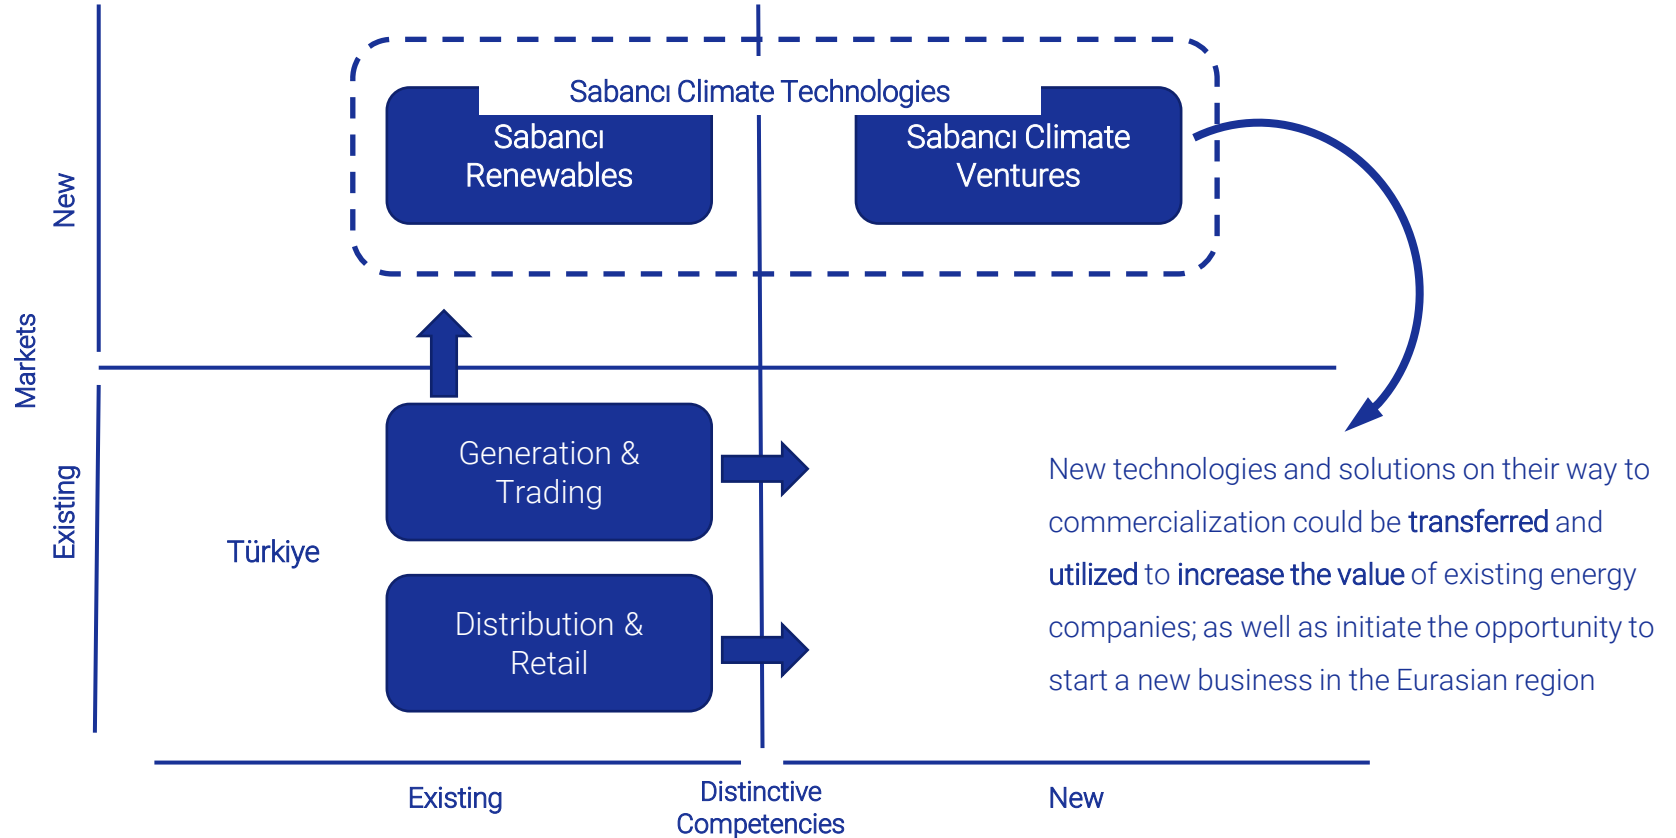 Sabancı Climate Technologies
Sabancı
Renewables
Sabancı Climate
Ventures
New
Markets
Existing
Generation &
Trading
Türkiye
Distribution &
Retail
New technologies and solutions on their way to
commercialization could be transferred and
utilized to increase the value of existing energy
companies; as well as initiate the opportunity to
start a new business in the Eurasian region
Existing
Distinctive
Competencies
New